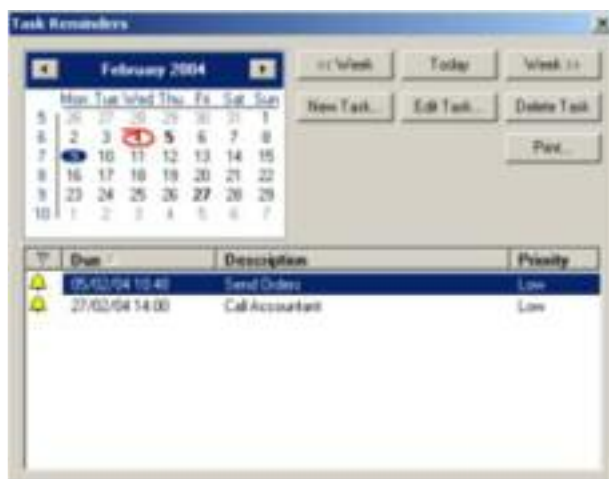 Task Reminders
February 2004
<< Week Today Week >>
New Task... Edit Task... Delete Task
Print...
Mon Tue Wed Thu Fri Sat Sun
5 26 27 28 29 30 31 1
6 2 3 4 5 6 7 8
7 9 10 11 12 13 14 15
8 16 17 18 19 20 21 22
9 23 24 25 26 27 28 29
10 1 2 3 4 5 6 7
Due Description Priority
05/02/04 10:40 Send Orders Low
27/02/04 14:00 Call Accountant Low